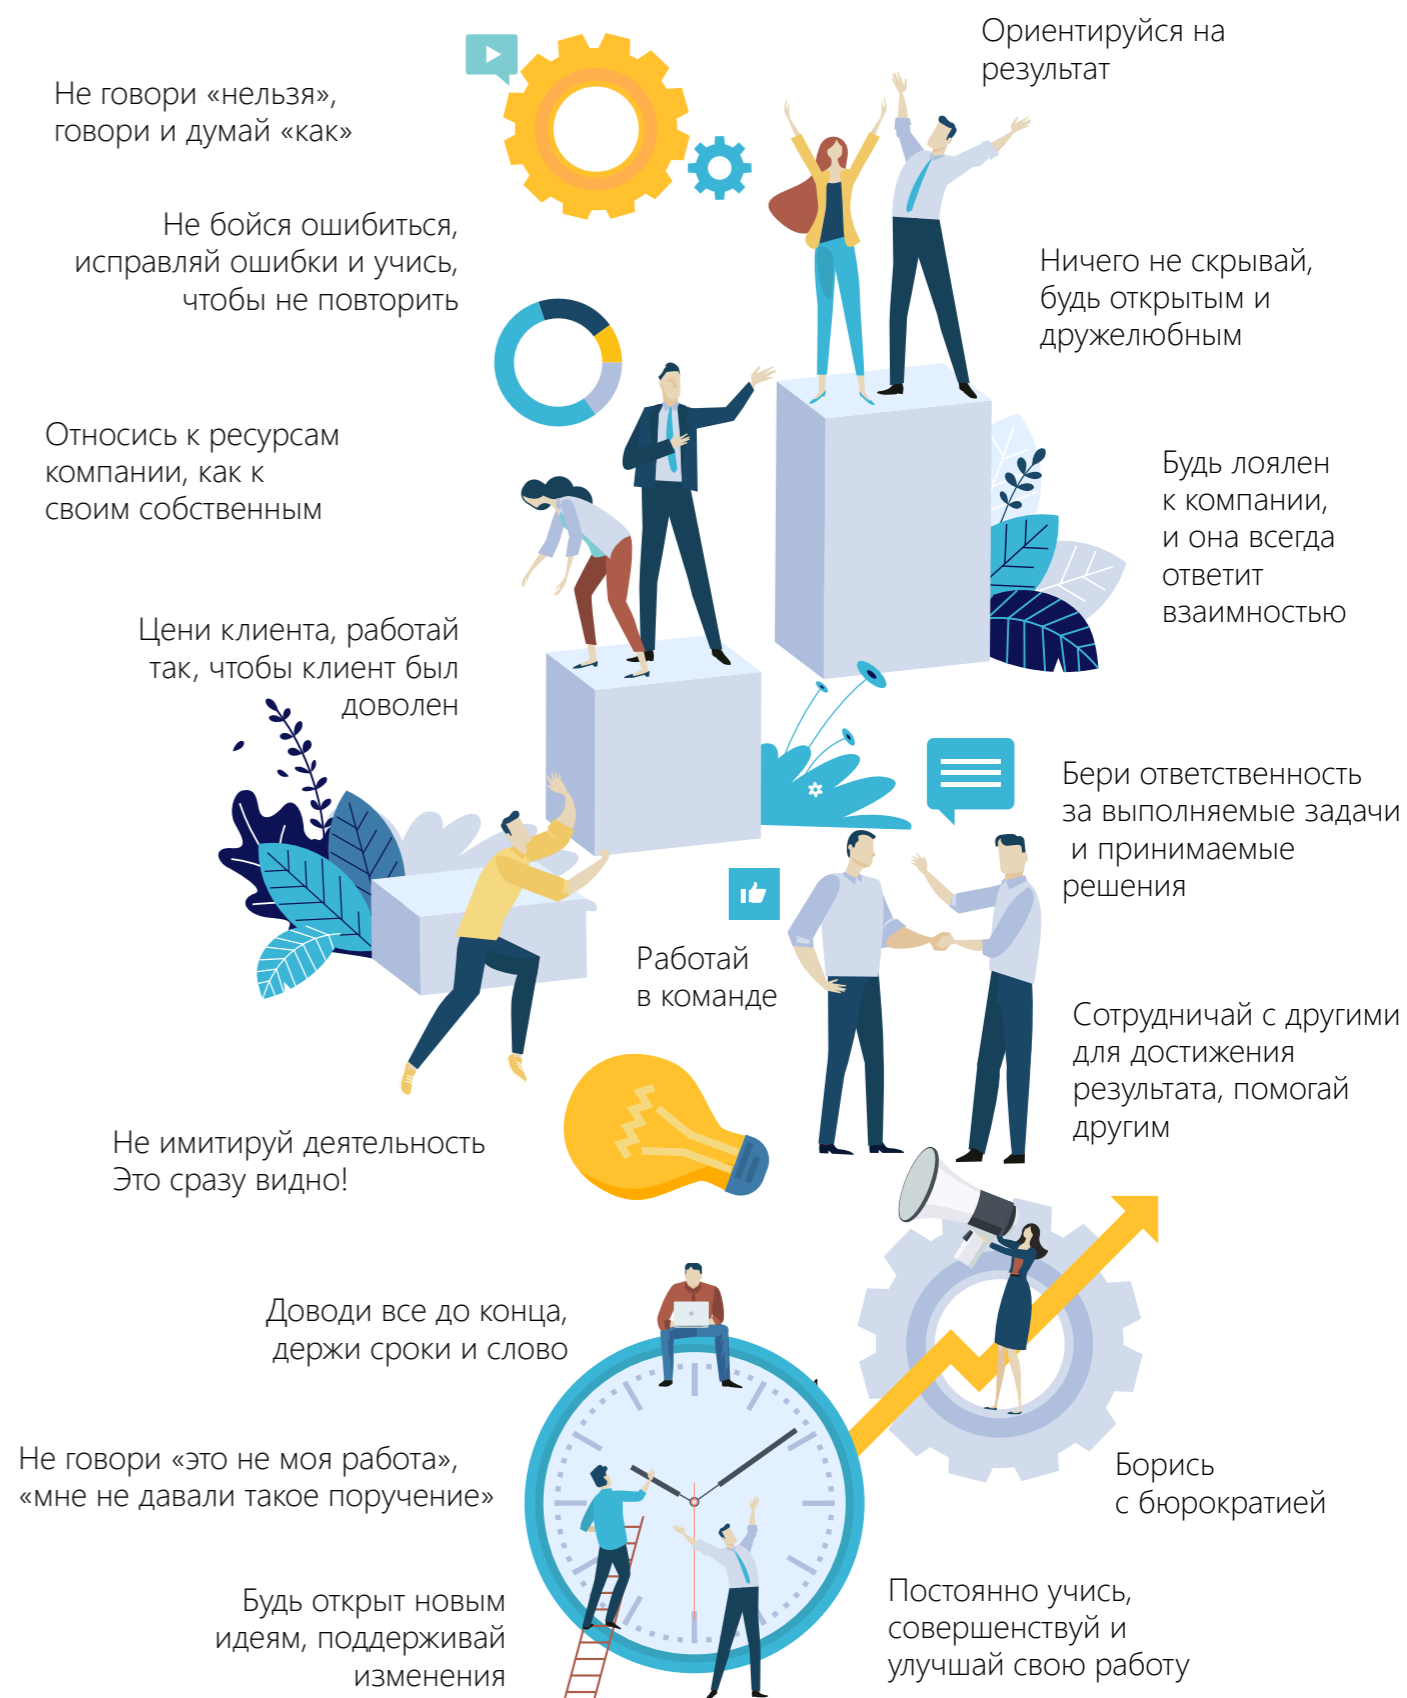 Ориентируйся на
результат
Не говори «нельзя»,
говори и думай «как»
Не бойся ошибиться,
исправляй ошибки и учись,
чтобы не повторить
Ничего не скрывай,
будь открытым и
дружелюбным
Относись к ресурсам
компании, как к
своим собственным
Будь лоялен
к компании,
и она всегда
ответит
взаимностью
Цени клиента, работай
так, чтобы клиент был
доволен
Бери ответственность
за выполняемые задачи
и принимаемые
решения
Работай
в команде
Сотрудничай с другими
для достижения
результата, помогай
другим
Не имитируй деятельность
Это сразу видно!
Доводи все до конца,
держи сроки и слово
Не говори «это не моя работа»,
«мне не давали такое поручение»
Борись
с бюрократией
Будь открыт новым
идеям, поддерживай
изменения
Постоянно учись,
совершенствуй и
улучшай свою работу